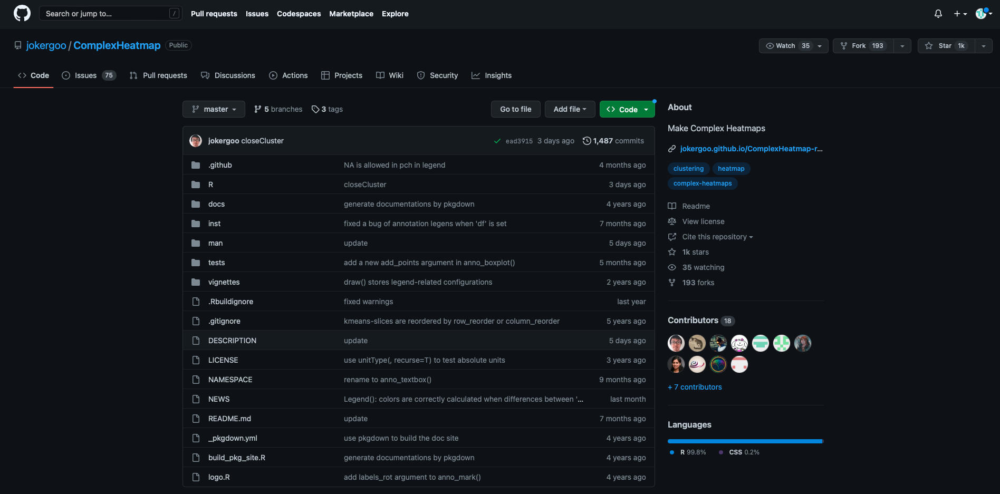 Search or jump to... /
Pull requests Issues Codespaces Marketplace Explore
jokergoo / ComplexHeatmap Public
Watch 35 Fork 193 Star 1k
Code Issues 75 Pull requests Discussions Actions Projects Wiki Security Insights
master 5 branches 3 tags
Go to file Add file Code
jokergoo closeCluster ead3915 3 days ago 1,487 commits
.github NA is allowed in pch in legend 4 months ago
R closeCluster 3 days ago
docs generate documentations by pkgdown 4 years ago
inst fixed a bug of annotation legens when 'df' is set 7 months ago
man update 5 days ago
tests add a new add_points argument in anno_boxplot() 5 months ago
vignettes draw() stores legend-related configurations 2 years ago
.Rbuildignore fixed warnings last year
.gitignore kmeans-slices are reordered by row_reorder or column_reorder 5 years ago
DESCRIPTION update 5 days ago
LICENSE use unitType(, recurse=T) to test absolute units 3 years ago
NAMESPACE rename to anno_textbox() 9 months ago
NEWS Legend(): colors are correctly calculated when differences between '... last month
README.md update 7 months ago
_pkgdown.yml use pkgdown to build the doc site 4 years ago
build_pkg_site.R generate documentations by pkgdown 4 years ago
logo.R add labels_rot argument to anno_mark() 4 years ago
About
Make Complex Heatmaps
jokergoo.github.io/ComplexHeatmap-r...
clustering heatmap
complex-heatmaps
Readme
View license
Cite this repository
1k stars
35 watching
193 forks
Contributors 18
+ 7 contributors
Languages
R 99.8% CSS 0.2%